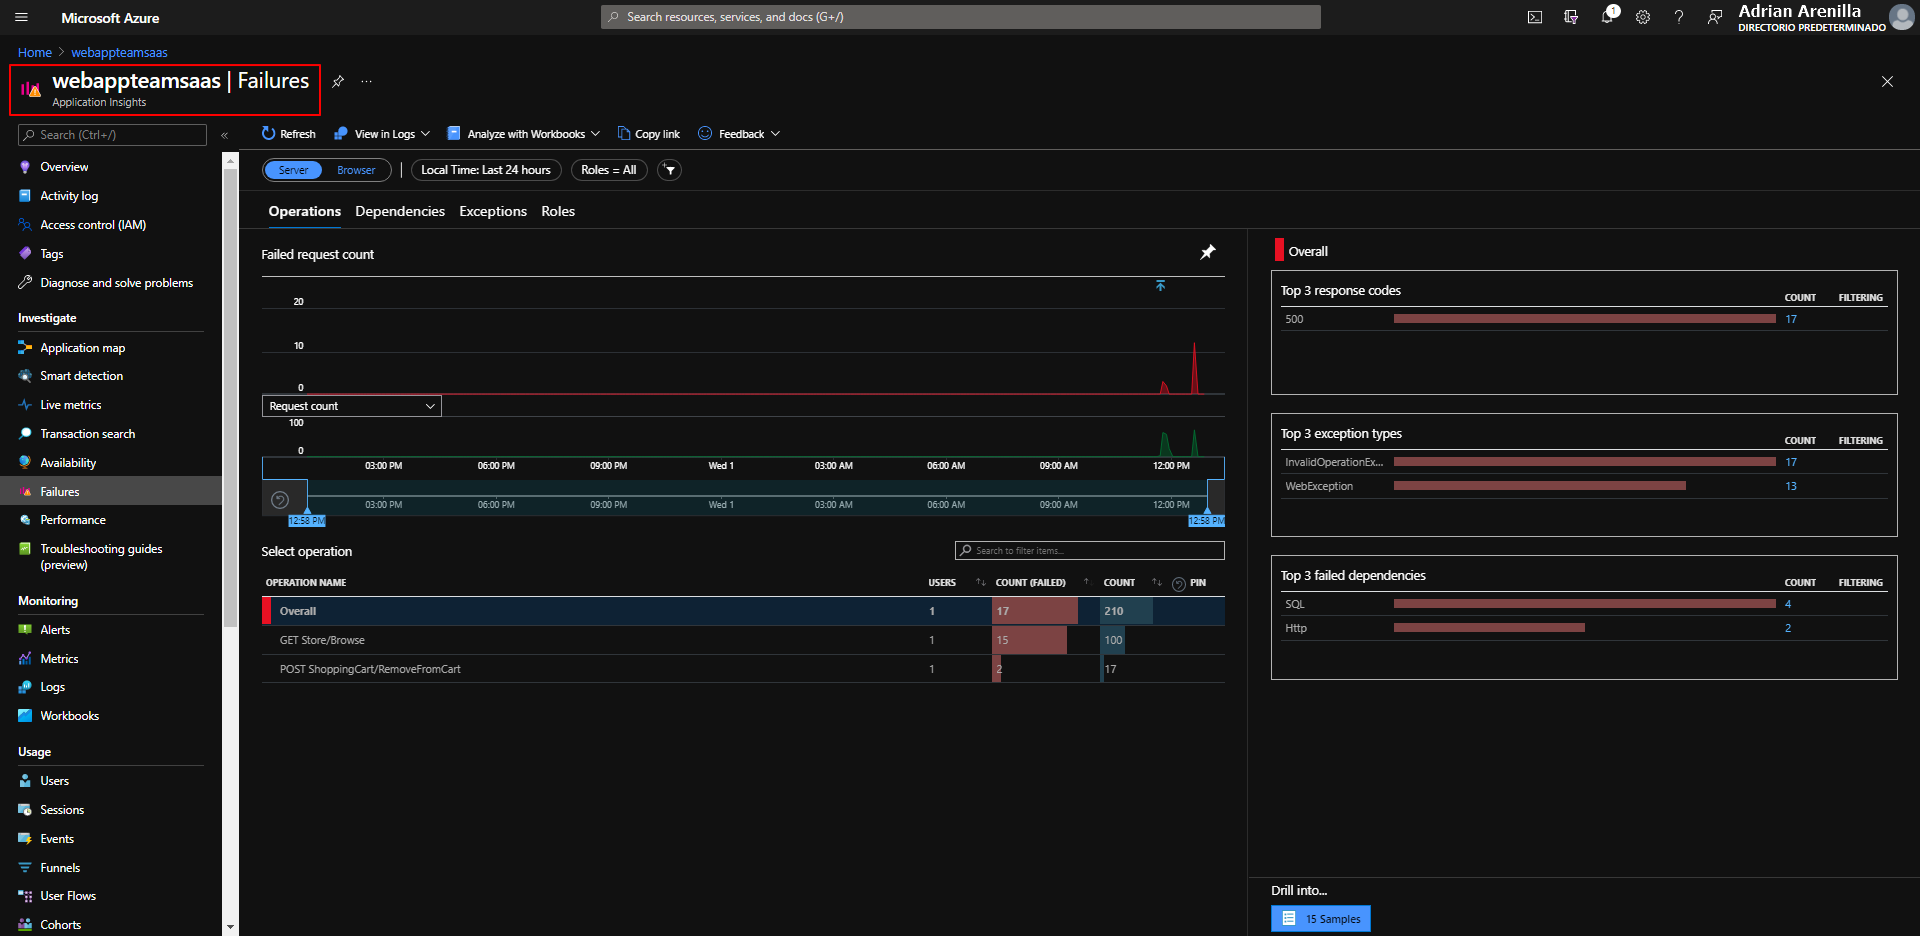 Microsoft Azure
Search resources, services, and docs (G+/)
1
Adrian Arenilla
DIRECTORIO PREDETERMINADO
Home > webappteamsaas
webappteamsaas | Failures
...
Application Insights
Search (Ctrl+/)
«
Overview
Activity log
Access control (IAM)
Tags
Diagnose and solve problems
Investigate
Application map
Smart detection
Live metrics
Transaction search
Availability
Failures
Performance
Troubleshooting guides
(preview)
Monitoring
Alerts
Metrics
Logs
Workbooks
Usage
Users
Sessions
Events
Funnels
User Flows
Cohorts
Refresh View in Logs Analyze with Workbooks Copy link Feedback
Server Browser | Local Time: Last 24 hours Roles = All
Operations Dependencies Exceptions Roles
Failed request count
20
10
0
Request count
100
0
03:00 PM 06:00 PM 09:00 PM Wed 1 03:00 AM 06:00 AM 09:00 AM 12:00 PM
03:00 PM 06:00 PM 09:00 PM Wed 1 03:00 AM 06:00 AM 09:00 AM 12:00 PM
12:58 PM 12:58 PM
Select operation
Search to filter items...
OPERATION NAME USERS COUNT (FAILED) COUNT PIN
Overall 1 17 210
GET Store/Browse 1 15 100
POST ShoppingCart/RemoveFromCart 1 2 17
Overall
Top 3 response codes
COUNT FILTERING
500 17
Top 3 exception types
COUNT FILTERING
InvalidOperationEx... 17
WebException 13
Top 3 failed dependencies
COUNT FILTERING
SQL 4
Http 2
Drill into...
15 Samples